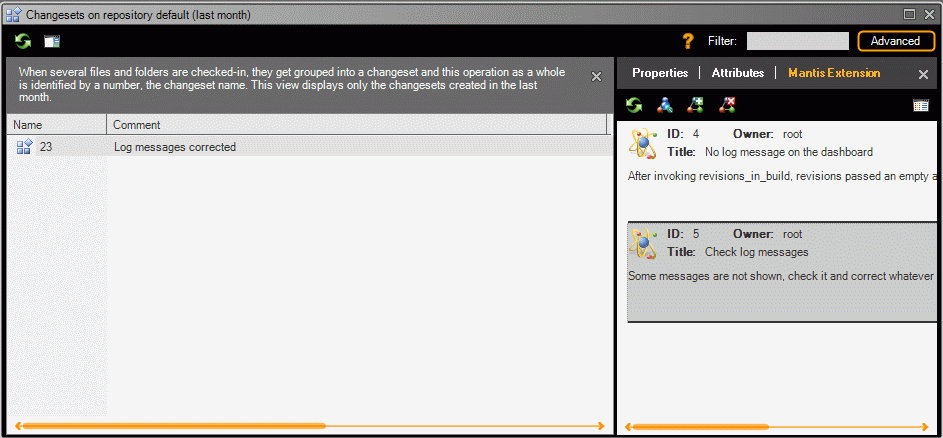 Changesets on repository default (last month)
? Filter: Advanced
When several files and folders are checked-in, they get grouped into a changeset and this operation as a whole
is identified by a number, the changeset name. This view displays only the changesets created in the last
month.
Name Comment
23 Log messages corrected
Properties | Attributes | Mantis Extension
ID: 4 Owner: root
Title: No log message on the dashboard
After invoking revisions_in_build, revisions passed an empty a
ID: 5 Owner: root
Title: Check log messages
Some messages are not shown, check it and correct whatever